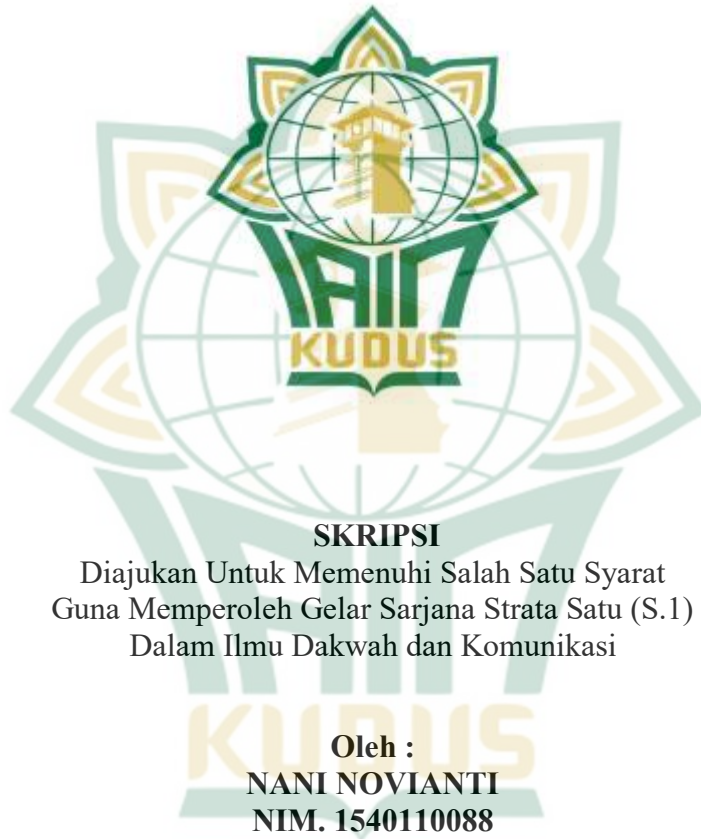 IAIN
KUDUS
SKRIPSI
Diajukan Untuk Memenuhi Salah Satu Syarat
Guna Memperoleh Gelar Sarjana Strata Satu (S.1)
Dalam Ilmu Dakwah dan Komunikasi
Oleh :
NANI NOVIANTI
NIM. 1540110088